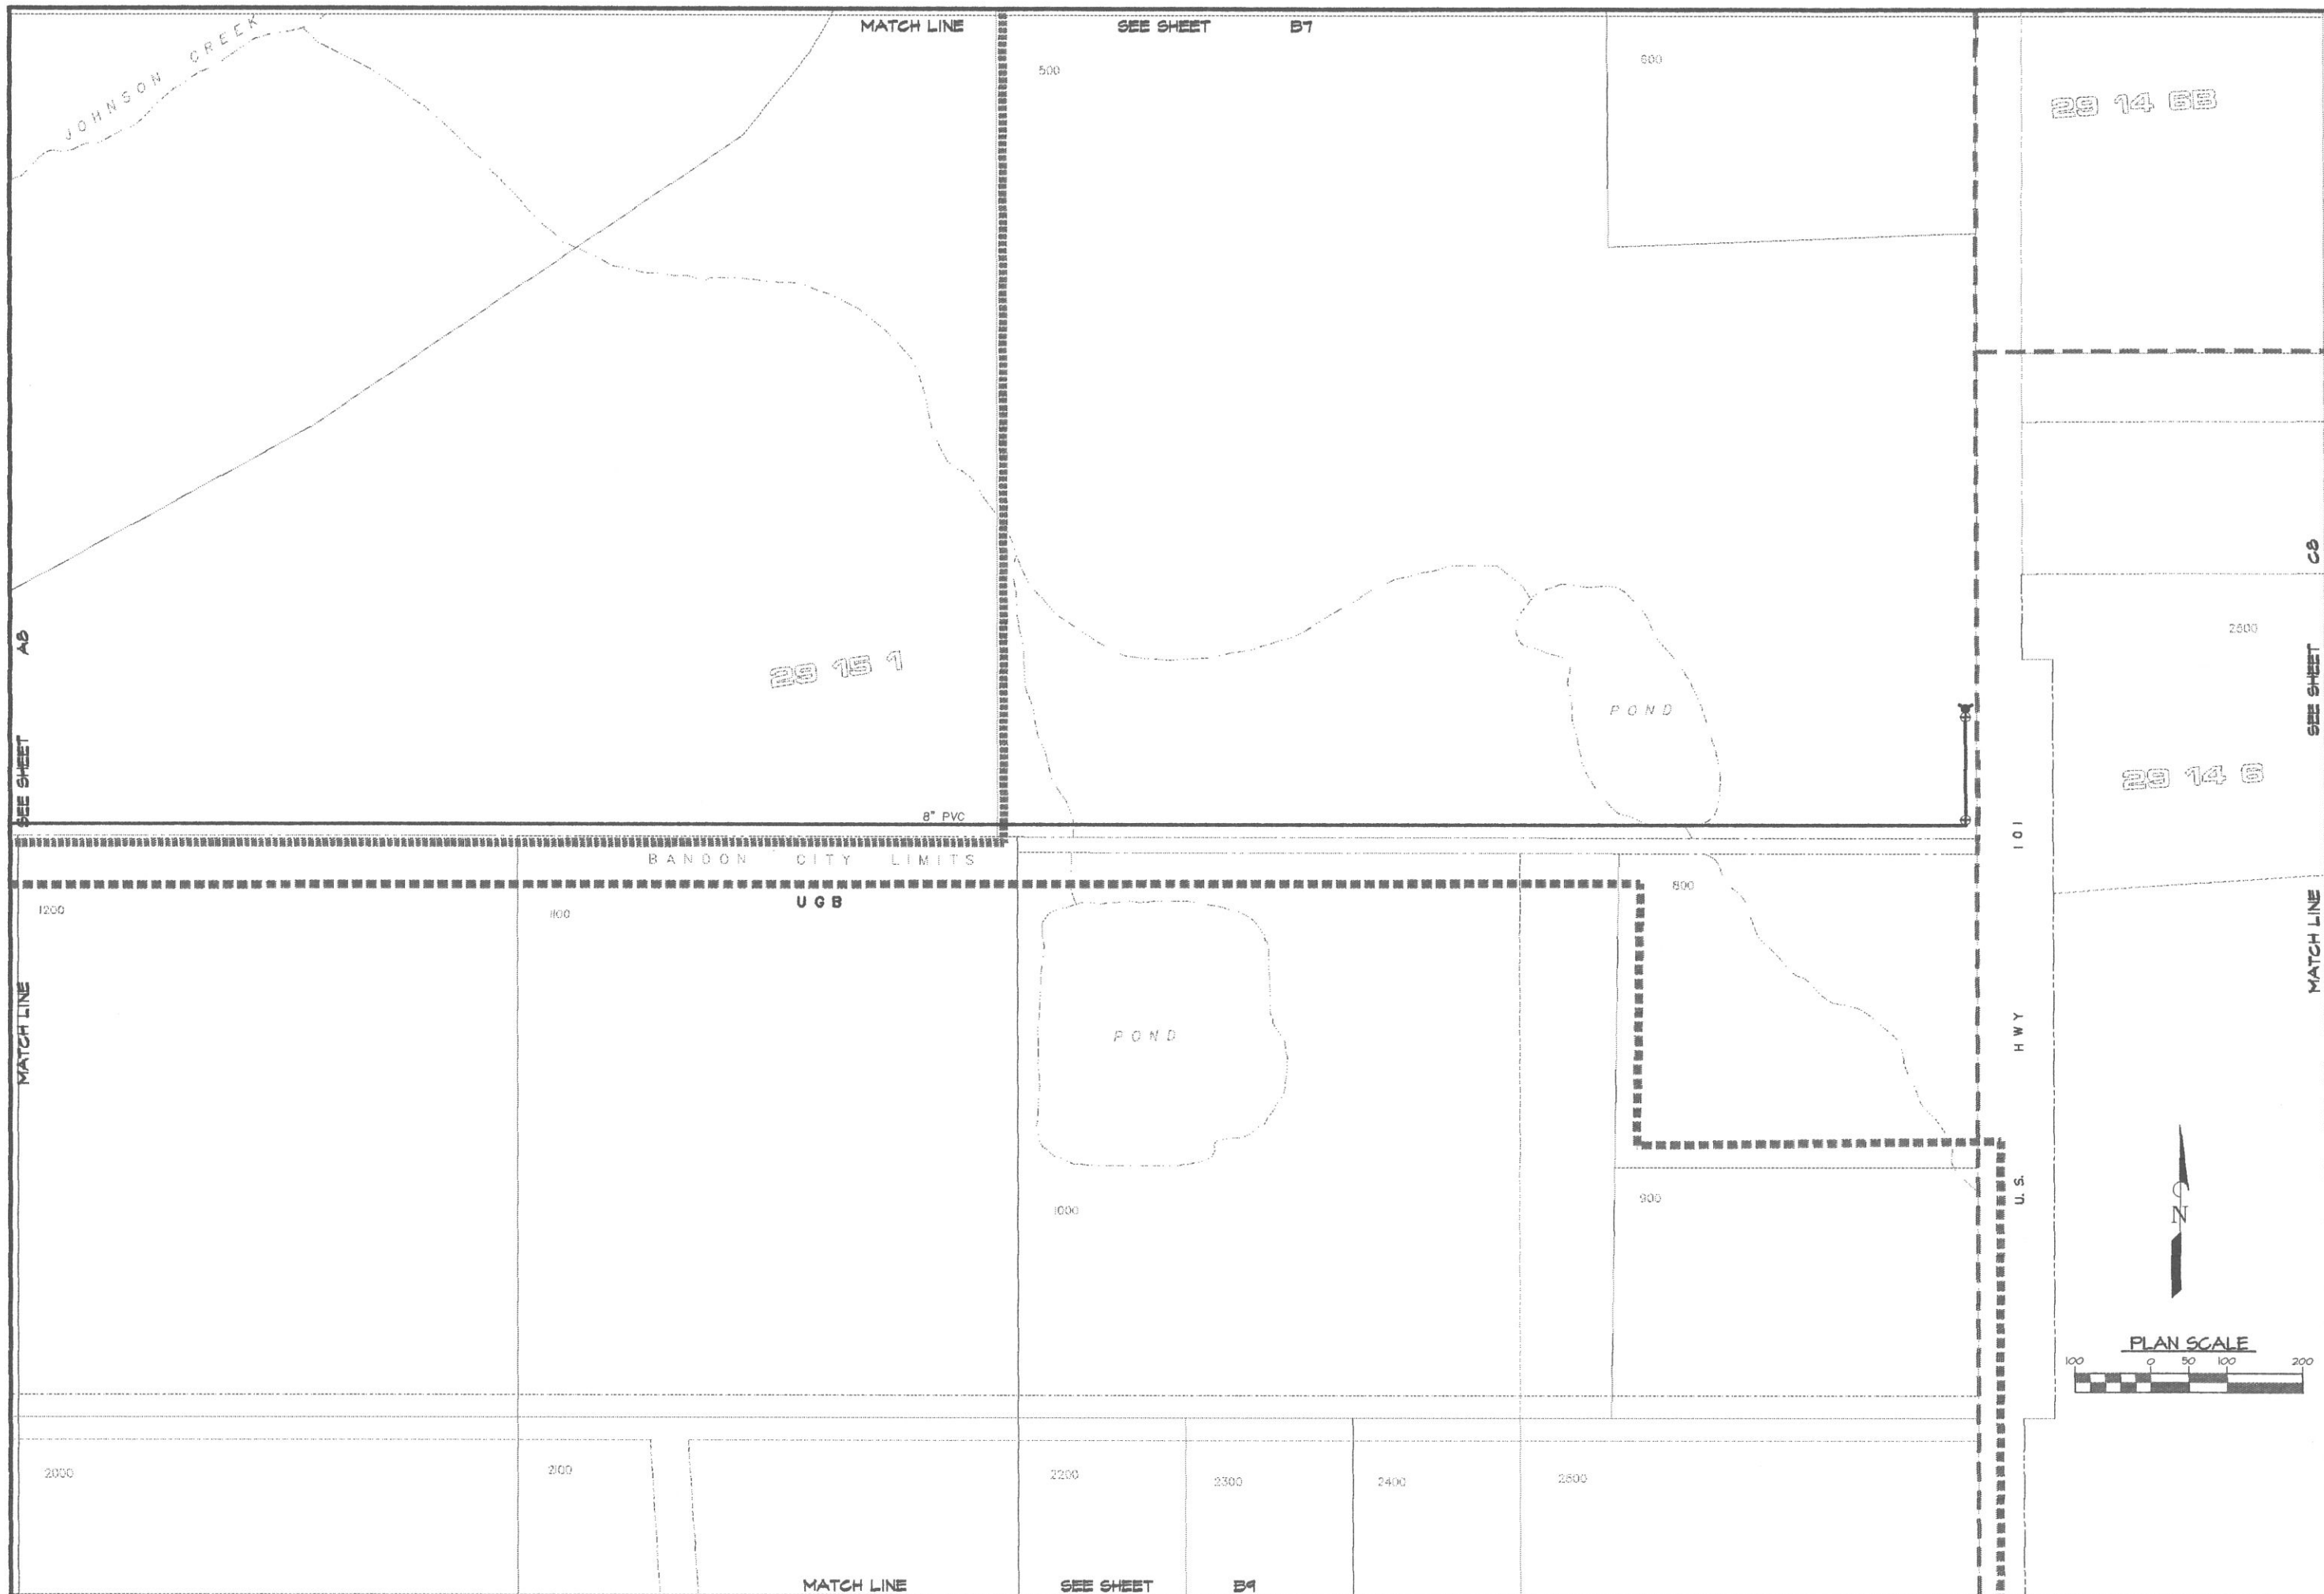 MATCH LINE SEE SHEET B7
JOHNSON CREEK
500
600
29 14 6B
C8
SEE SHEET
MATCH LINE
2600
A8
SEE SHEET
MATCH LINE
29 15 1
POND
29 14 6
8" PVC
U.S. HWY 101
BANDON CITY LIMITS
UGB
1200
1100
800
POND
1000
900
N
PLAN SCALE
100 0 50 100 200
2000
2100
2200
2300
2400
2500
MATCH LINE SEE SHEET B9